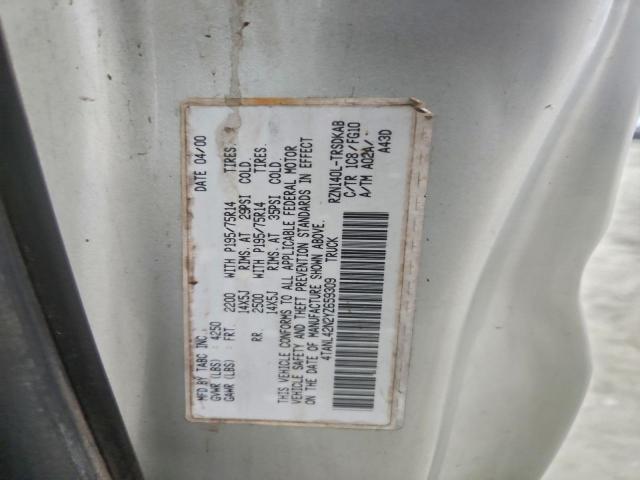 MFD. BY TABC INC. DATE 04/00
GVWR (LBS) 4250
GAWR (LBS) FRT. 2200 WITH P195/75R14 TIRES,
14X5J RIMS. AT 29PSI COLD.
RR. 2500 WITH P195/75R14 TIRES,
14X5J RIMS. AT 35PSI COLD.
THIS VEHICLE CONFORMS TO ALL APPLICABLE FEDERAL MOTOR
VEHICLE SAFETY AND THEFT PREVENTION STANDARDS IN EFFECT
ON THE DATE OF MANUFACTURE SHOWN ABOVE.
4TANL42N2YZ659309 TRUCK
RZN140L-TRSDKAB
C/TR 1C8/FG10
A/TM A02A/ A43D